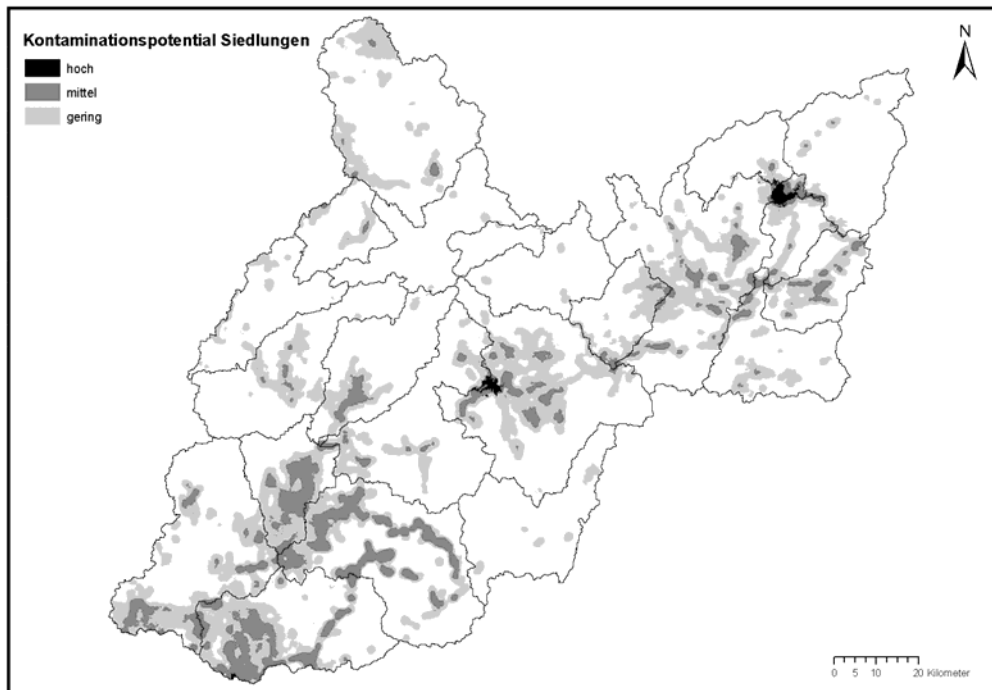 Kontaminationspotential Siedlungen
hoch
mittel
gering
N
0 5 10 20 Kilometer